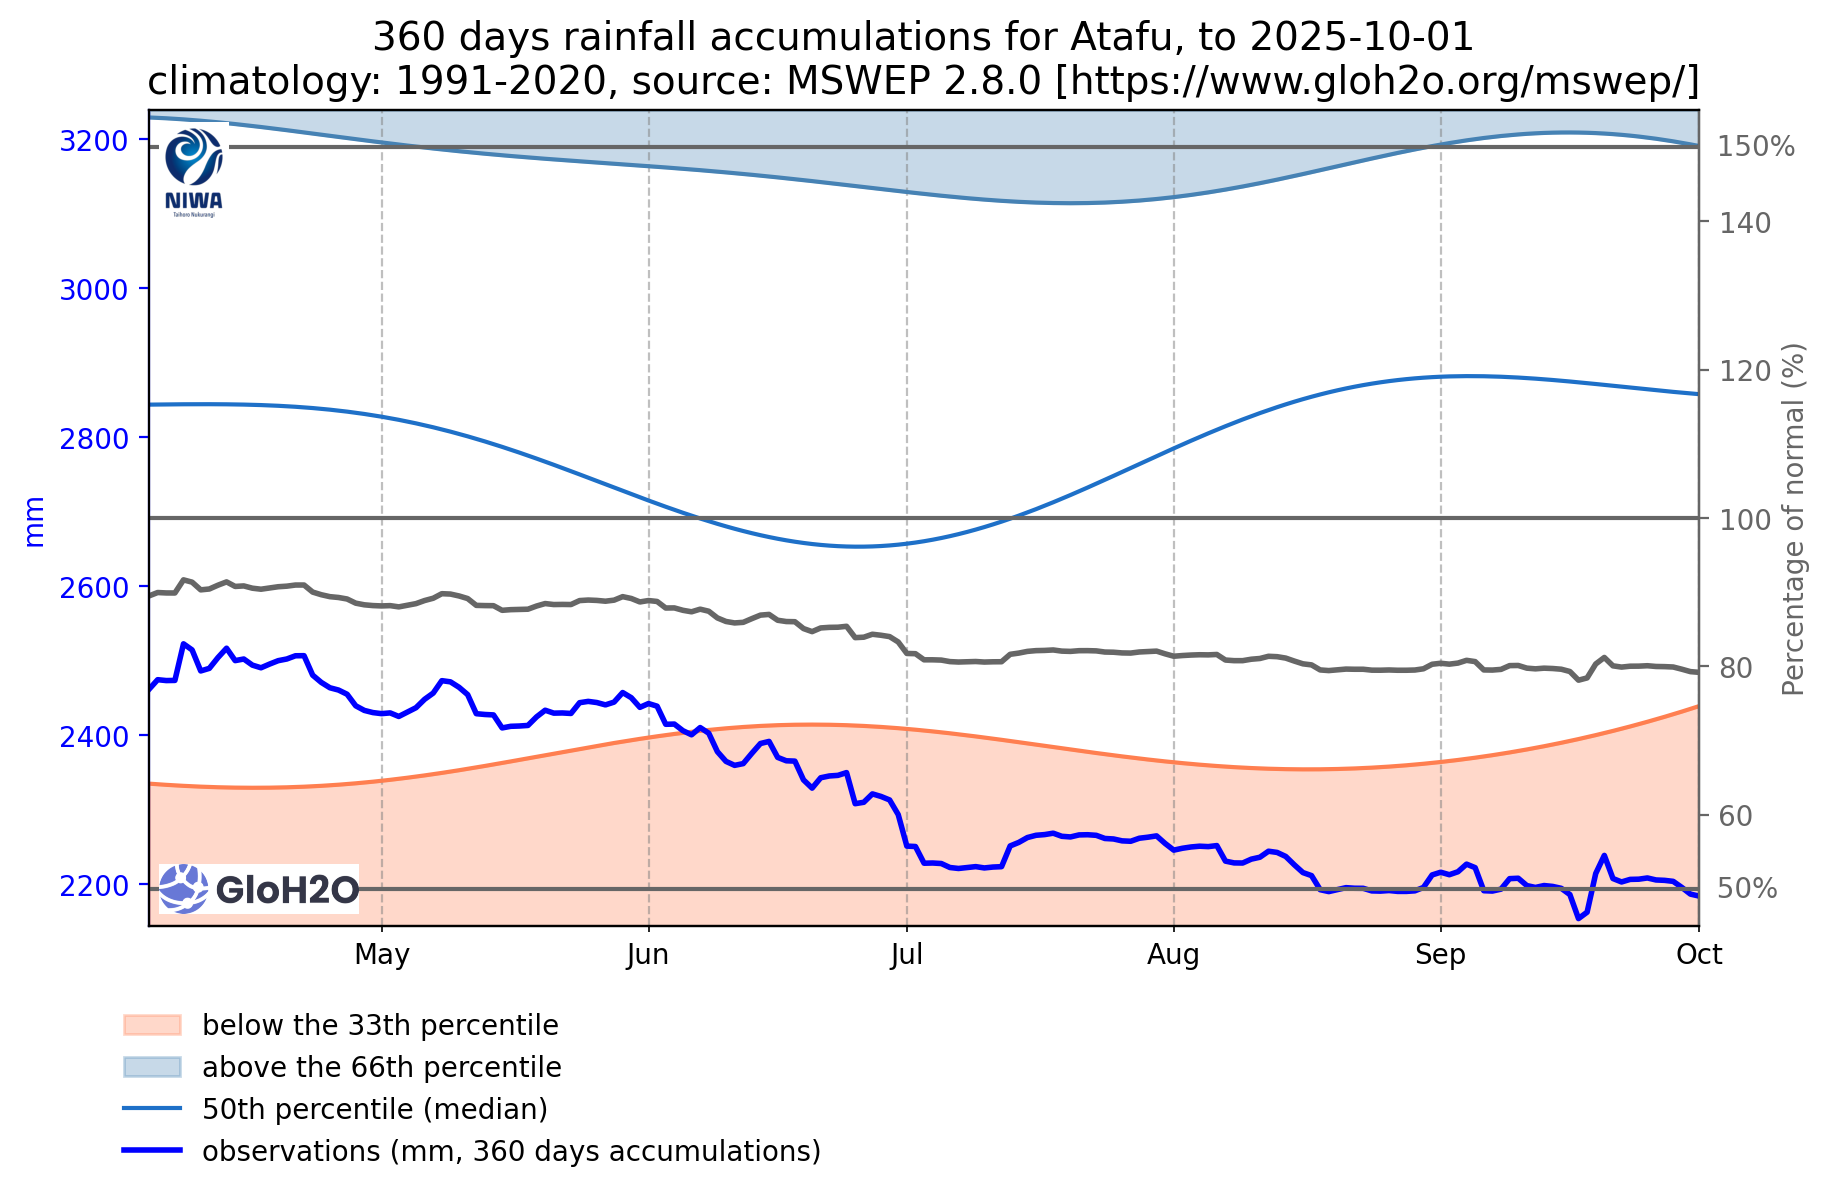 360 days rainfall accumulations for Atafu, to 2025-10-01
climatology: 1991-2020, source: MSWEP 2.8.0 [https://www.gloh2o.org/mswep/]
3200
3000
2800
2600
2400
2200
mm
150%
140
120
100
80
60
50%
Percentage of normal (%)
NIWA
Taihoro Nukurangi
GloH2O
May
Jun
Jul
Aug
Sep
Oct
below the 33th percentile
above the 66th percentile
50th percentile (median)
observations (mm, 360 days accumulations)